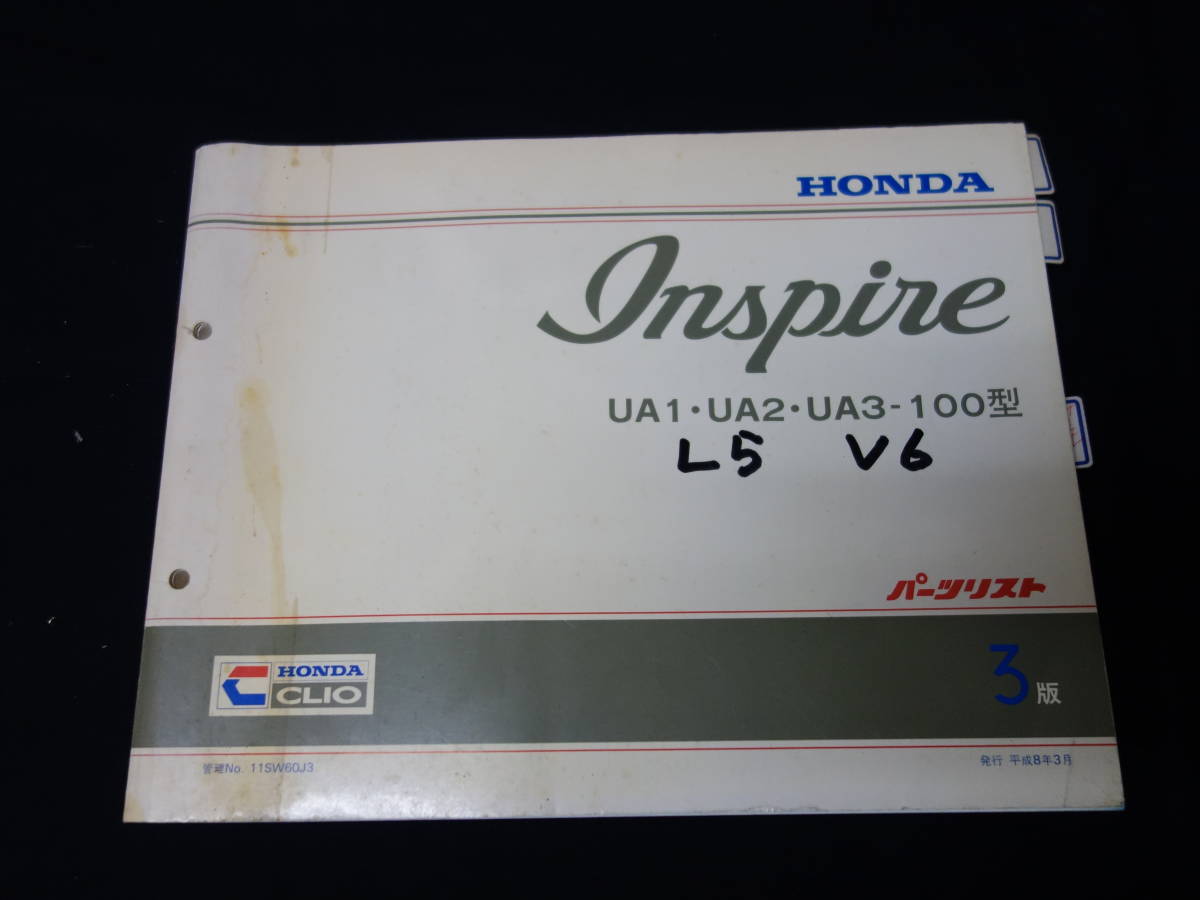 HONDA
Inspire
UA1・UA2・UA3-100型
L5 V6
パーツリスト
HONDA
CLIO
3版
管理No. 11SW60J3
発行 平成8年3月